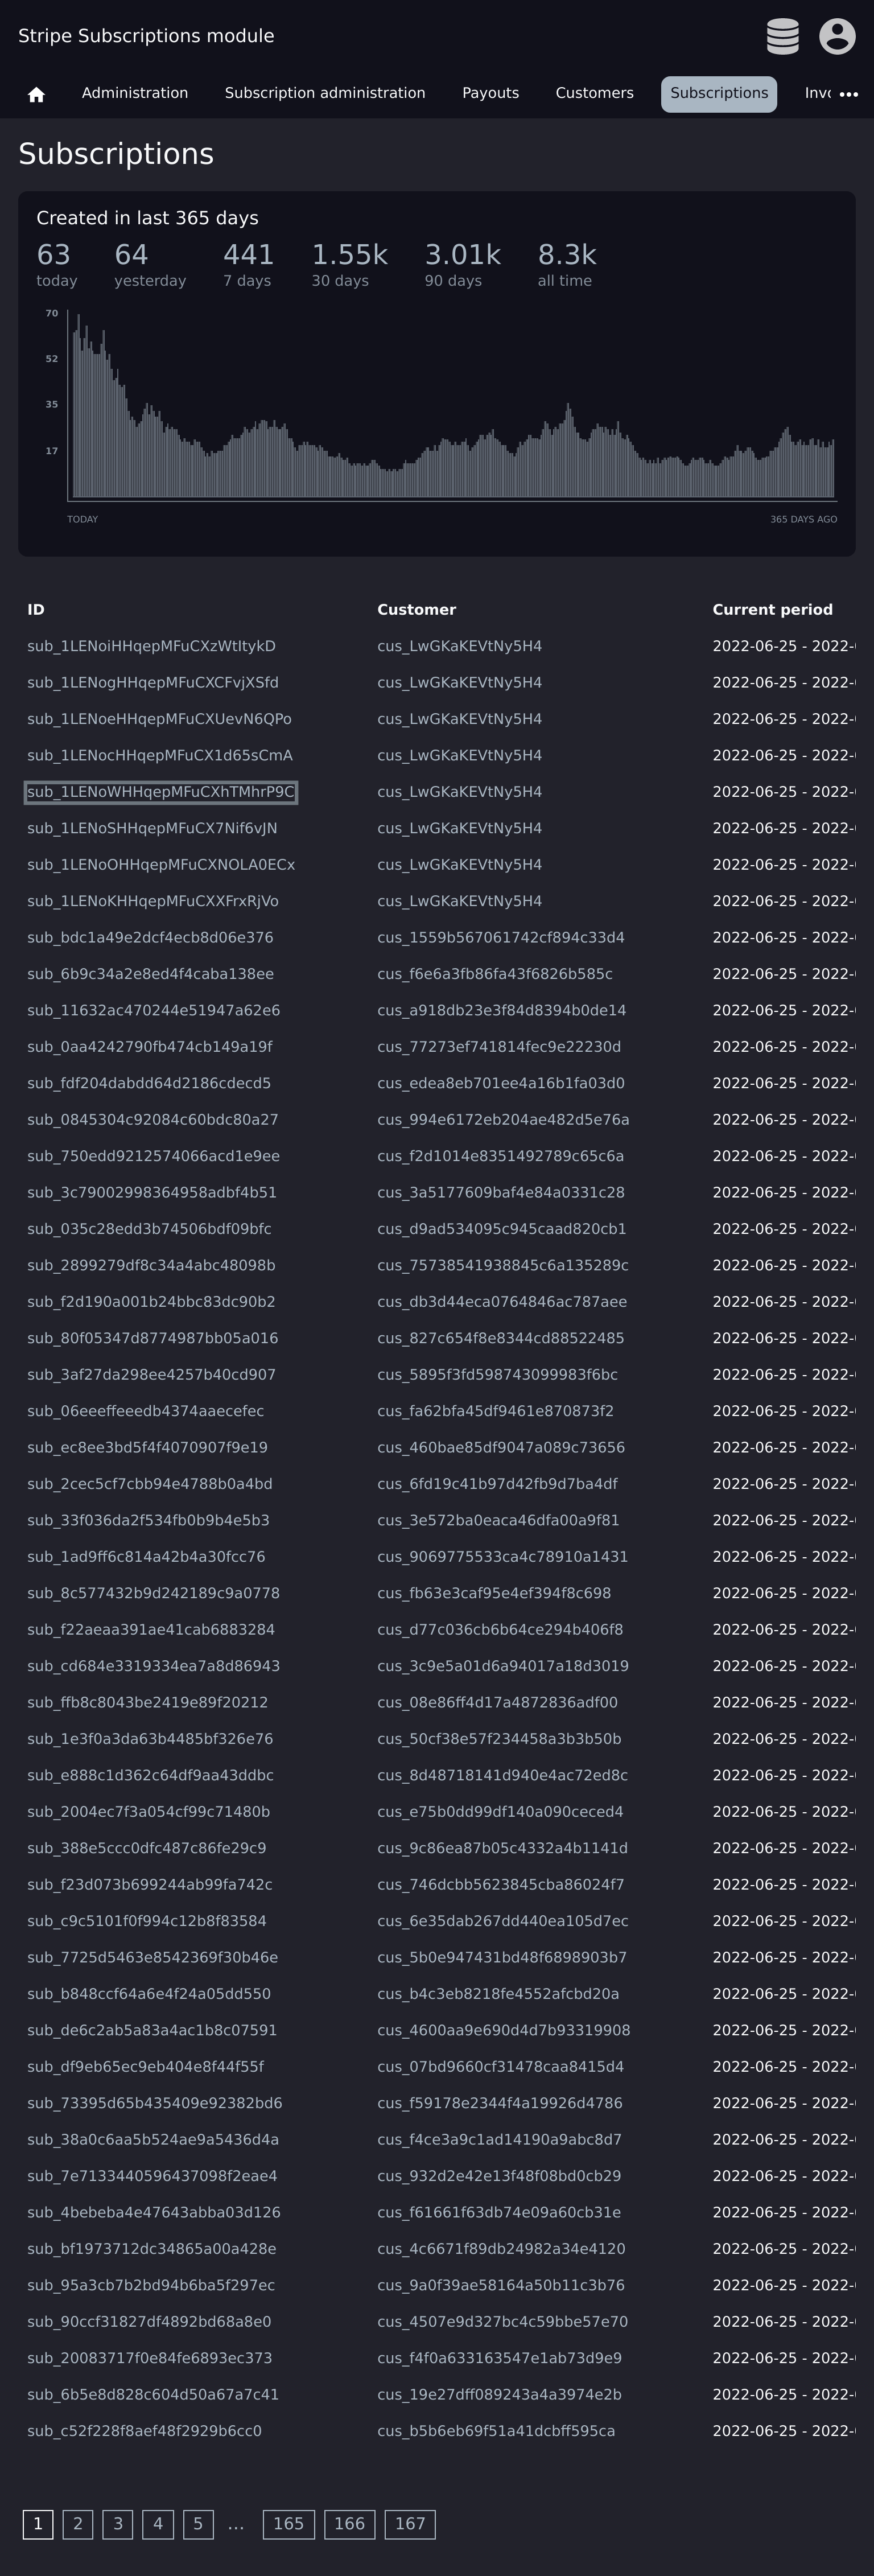 Stripe Subscriptions module
Administration Subscription administration Payouts Customers Subscriptions
Subscriptions
Created in last 365 days
63 64 441 1.55k 3.01k 8.3k
today yesterday 7 days 30 days 90 days all time
70
52
35
17
TODAY 365 DAYS AGO
ID Customer Current period
sub_1LENoiHHqepMFuCXzWtItykD cus_LwGKaKEVtNy5H4 2022-06-25 - 2022-
sub_1LENogHHqepMFuCXCFvjXSfd cus_LwGKaKEVtNy5H4 2022-06-25 - 2022-
sub_1LENoeHHqepMFuCXUevN6QPo cus_LwGKaKEVtNy5H4 2022-06-25 - 2022-
sub_1LENocHHqepMFuCX1d65sCmA cus_LwGKaKEVtNy5H4 2022-06-25 - 2022-
sub_1LENoWHHqepMFuCXhTMhrP9C cus_LwGKaKEVtNy5H4 2022-06-25 - 2022-
sub_1LENoSHHqepMFuCX7Nif6vJN cus_LwGKaKEVtNy5H4 2022-06-25 - 2022-
sub_1LENoOHHqepMFuCXNOLA0ECx cus_LwGKaKEVtNy5H4 2022-06-25 - 2022-
sub_1LENoKHHqepMFuCXXFrxRjVo cus_LwGKaKEVtNy5H4 2022-06-25 - 2022-
sub_bdc1a49e2dcf4ecb8d06e376 cus_1559b567061742cf894c33d4 2022-06-25 - 2022-
sub_6b9c34a2e8ed4f4caba138ee cus_f6e6a3fb86fa43f6826b585c 2022-06-25 - 2022-
sub_11632ac470244e51947a62e6 cus_a918db23e3f84d8394b0de14 2022-06-25 - 2022-
sub_0aa4242790fb474cb149a19f cus_77273ef741814fec9e22230d 2022-06-25 - 2022-
sub_fdf204dabdd64d2186cdecd5 cus_edea8eb701ee4a16b1fa03d0 2022-06-25 - 2022-
sub_0845304c92084c60bdc80a27 cus_994e6172eb204ae482d5e76a 2022-06-25 - 2022-
sub_750edd9212574066acd1e9ee cus_f2d1014e8351492789c65c6a 2022-06-25 - 2022-
sub_3c79002998364958adbf4b51 cus_3a5177609baf4e84a0331c28 2022-06-25 - 2022-
sub_035c28edd3b74506bdf09bfc cus_d9ad534095c945caad820cb1 2022-06-25 - 2022-
sub_2899279df8c34a4abc48098b cus_75738541938845c6a135289c 2022-06-25 - 2022-
sub_f2d190a001b24bbc83dc90b2 cus_db3d44eca0764846ac787aee 2022-06-25 - 2022-
sub_80f05347d8774987bb05a016 cus_827c654f8e8344cd88522485 2022-06-25 - 2022-
sub_3af27da298ee4257b40cd907 cus_5895f3fd598743099983f6bc 2022-06-25 - 2022-
sub_06eeeffeeedb4374aaecefec cus_fa62bfa45df9461e870873f2 2022-06-25 - 2022-
sub_ec8ee3bd5f4f4070907f9e19 cus_460bae85df9047a089c73656 2022-06-25 - 2022-
sub_2cec5cf7cbb94e4788b0a4bd cus_6fd19c41b97d42fb9d7ba4df 2022-06-25 - 2022-
sub_33f036da2f534fb0b9b4e5b3 cus_3e572ba0eaca46dfa00a9f81 2022-06-25 - 2022-
sub_1ad9ff6c814a42b4a30fcc76 cus_9069775533ca4c78910a1431 2022-06-25 - 2022-
sub_8c577432b9d242189c9a0778 cus_fb63e3caf95e4ef394f8c698 2022-06-25 - 2022-
sub_f22aeaa391ae41cab6883284 cus_d77c036cb6b64ce294b406f8 2022-06-25 - 2022-
sub_cd684e3319334ea7a8d86943 cus_3c9e5a01d6a94017a18d3019 2022-06-25 - 2022-
sub_ffb8c8043be2419e89f20212 cus_08e86ff4d17a4872836adf00 2022-06-25 - 2022-
sub_1e3f0a3da63b4485bf326e76 cus_50cf38e57f234458a3b3b50b 2022-06-25 - 2022-
sub_e888c1d362c64df9aa43ddbc cus_8d48718141d940e4ac72ed8c 2022-06-25 - 2022-
sub_2004ec7f3a054cf99c71480b cus_e75b0dd99df140a090ceced4 2022-06-25 - 2022-
sub_388e5ccc0dfc487c86fe29c9 cus_9c86ea87b05c4332a4b1141d 2022-06-25 - 2022-
sub_f23d073b699244ab99fa742c cus_746dcbb5623845cba86024f7 2022-06-25 - 2022-
sub_c9c5101f0f994c12b8f83584 cus_6e35dab267dd440ea105d7ec 2022-06-25 - 2022-
sub_7725d5463e8542369f30b46e cus_5b0e947431bd48f6898903b7 2022-06-25 - 2022-
sub_b848ccf64a6e4f24a05dd550 cus_b4c3eb8218fe4552afcbd20a 2022-06-25 - 2022-
sub_de6c2ab5a83a4ac1b8c07591 cus_4600aa9e690d4d7b93319908 2022-06-25 - 2022-
sub_df9eb65ec9eb404e8f44f55f cus_07bd9660cf31478caa8415d4 2022-06-25 - 2022-
sub_73395d65b435409e92382bd6 cus_f59178e2344f4a19926d4786 2022-06-25 - 2022-
sub_38a0c6aa5b524ae9a5436d4a cus_f4ce3a9c1ad14190a9abc8d7 2022-06-25 - 2022-
sub_7e7133440596437098f2eae4 cus_932d2e42e13f48f08bd0cb29 2022-06-25 - 2022-
sub_4bebeba4e47643abba03d126 cus_f61661f63db74e09a60cb31e 2022-06-25 - 2022-
sub_bf1973712dc34865a00a428e cus_4c6671f89db24982a34e4120 2022-06-25 - 2022-
sub_95a3cb7b2bd94b6ba5f297ec cus_9a0f39ae58164a50b11c3b76 2022-06-25 - 2022-
sub_90ccf31827df4892bd68a8e0 cus_4507e9d327bc4c59bbe57e70 2022-06-25 - 2022-
sub_20083717f0e84fe6893ec373 cus_f4f0a633163547e1ab73d9e9 2022-06-25 - 2022-
sub_6b5e8d828c604d50a67a7c41 cus_19e27dff089243a4a3974e2b 2022-06-25 - 2022-
sub_c52f228f8aef48f2929b6cc0 cus_b5b6eb69f51a41dcbff595ca 2022-06-25 - 2022-
1 2 3 4 5 ... 165 166 167